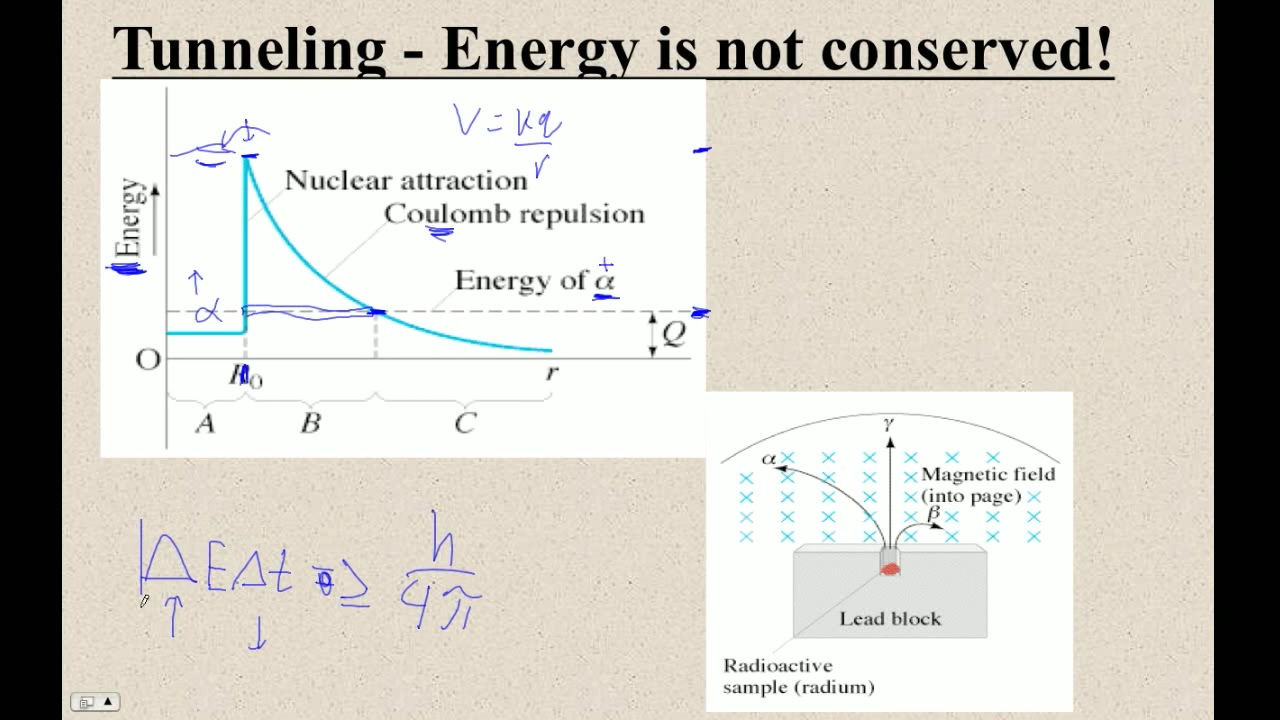 Tunneling - Energy is not conserved!
V = kq
r
Nuclear attraction
Coulomb repulsion
Energy
Energy of α
+
α
Q
O
r
A
B
C
ΔEΔt ≥ h
4π
γ
α
Magnetic field
(into page)
β
Lead block
Radioactive
sample (radium)